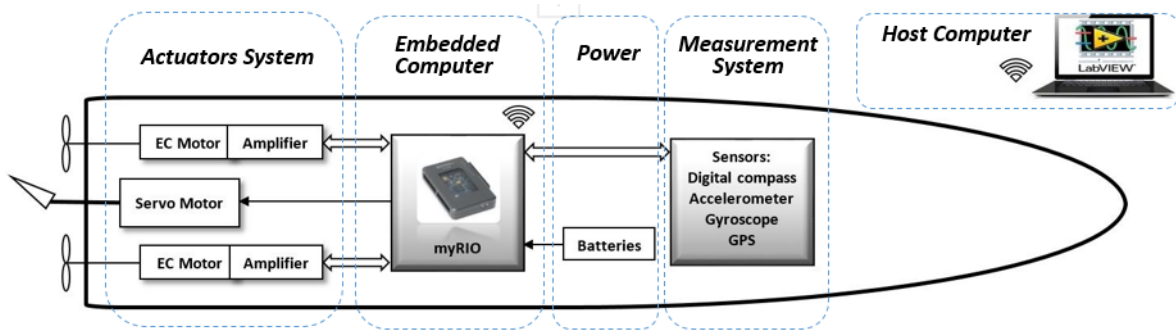 Actuators System
Embedded
Computer
Power
Measurement
System
Host Computer
LabVIEW™
EC Motor
Amplifier
Servo Motor
EC Motor
Amplifier
myRIO
Batteries
Sensors:
Digital compass
Accelerometer
Gyroscope
GPS